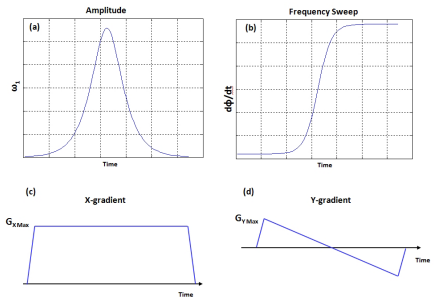 Amplitude
(a)
ω1
Time
Frequency Sweep
(b)
dϕ/dt
Time
(c)
X-gradient
GXMax
Time
(d)
Y-gradient
GYMax
Time